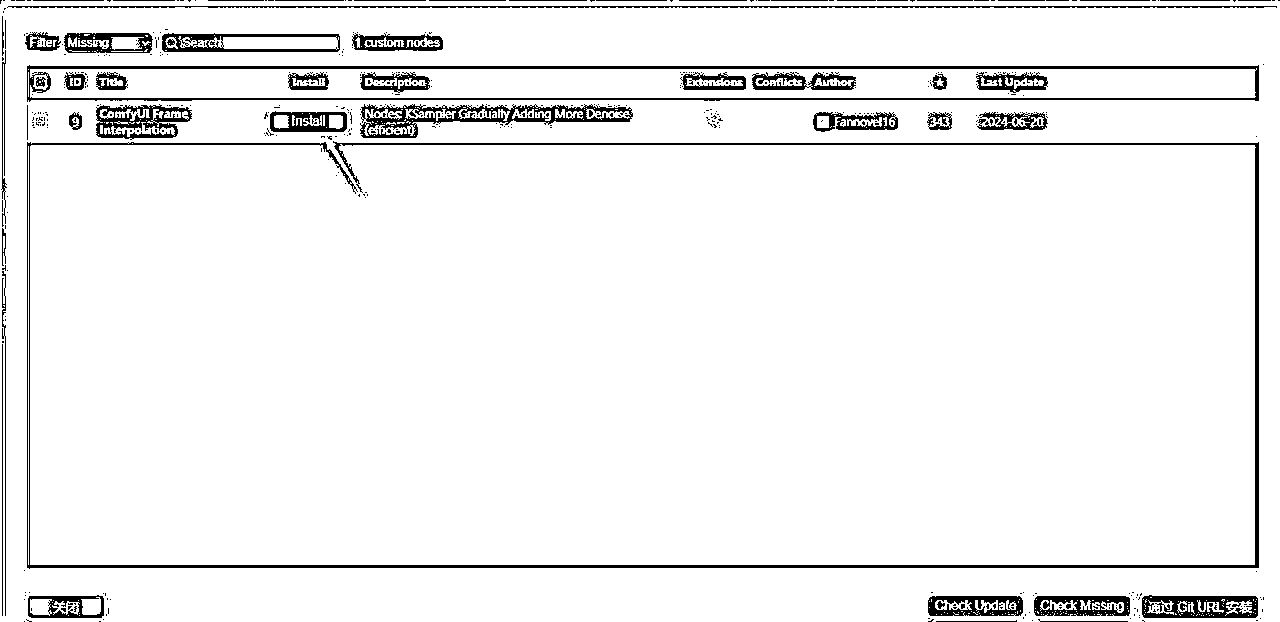 Filter Missing Search 1 custom nodes
ID Title Install Description Extensions Conflicts Author ★ Last Update
9 ComfyUI Frame Interpolation Install Nodes: KSampler Gradually Adding More Denoise (efficient) Fannovel16 343 2024-06-20
关闭 Check Update Check Missing 通过 Git URL 安装